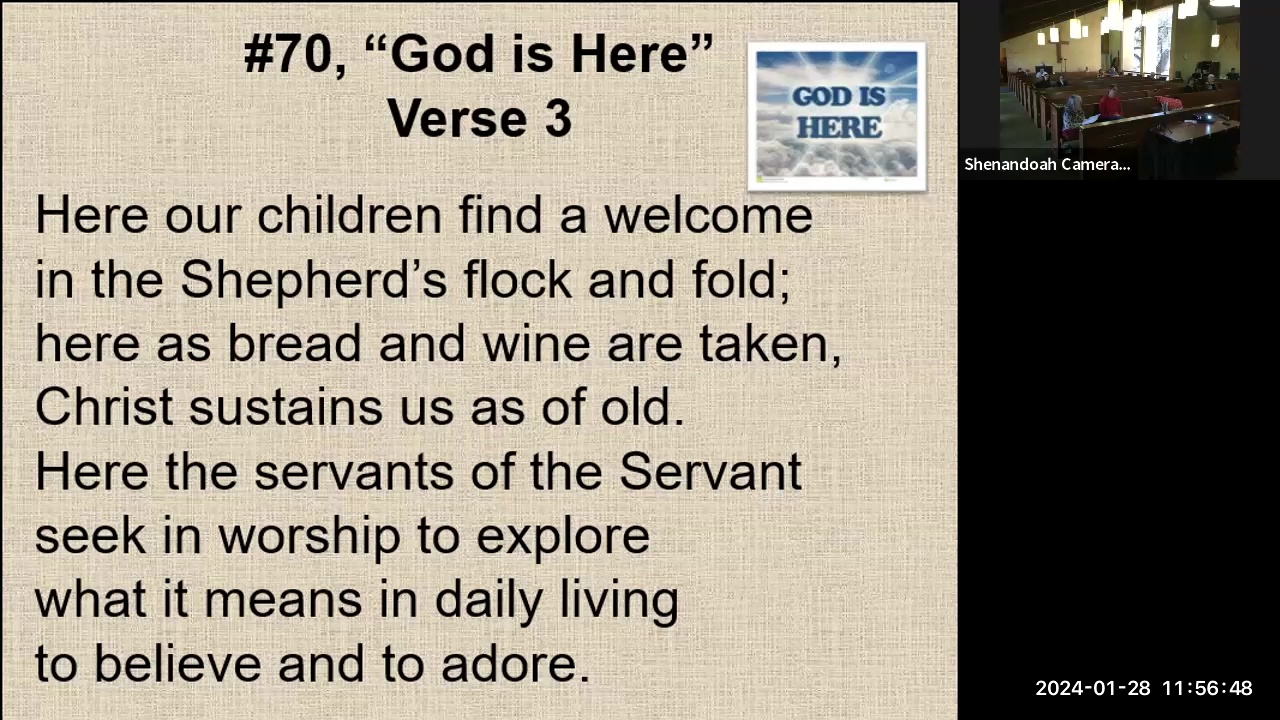 #70, “God is Here”
Verse 3
GOD IS
HERE
Here our children find a welcome
in the Shepherd’s flock and fold;
here as bread and wine are taken,
Christ sustains us as of old.
Here the servants of the Servant
seek in worship to explore
what it means in daily living
to believe and to adore.
Shenandoah Camera...
2024-01-28 11:56:48